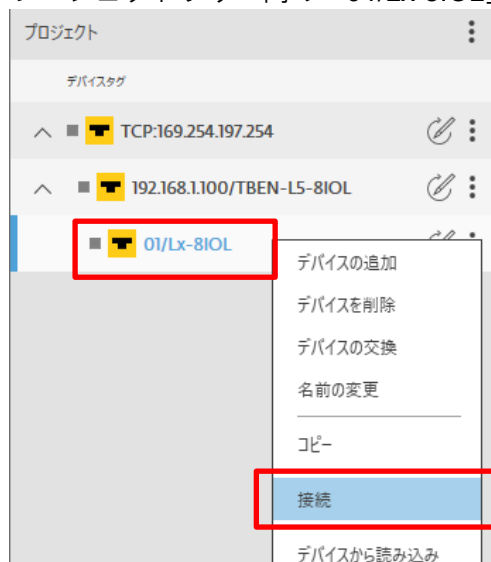 プロジェクト
デバイスタグ
TCP:169.254.197.254
192.168.1.100/TBEN-L5-8IOL
01/Lx-8IOL
デバイスの追加
デバイスを削除
デバイスの交換
名前の変更
コピー
接続
デバイスから読み込み